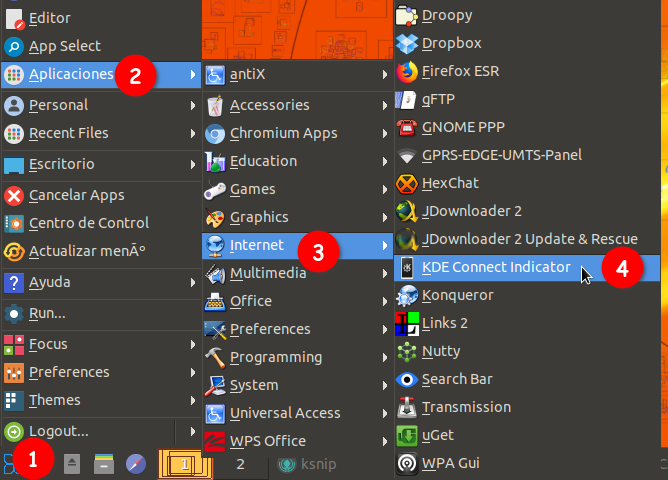 Editor
App Select
Aplicaciones
2
Personal
Recent Files
Escritorio
Cancelar Apps
Centro de Control
Actualizar menÃº
Ayuda
Run...
Focus
Preferences
Themes
Logout...
1
1
2
ksnip
antiX
Accessories
Chromium Apps
Education
Games
Graphics
Internet
3
Multimedia
Office
Preferences
Programming
System
Universal Access
WPS Office
Droopy
Dropbox
Firefox ESR
gFTP
GNOME PPP
GPRS-EDGE-UMTS-Panel
HexChat
JDownloader 2
JDownloader 2 Update & Rescue
KDE Connect Indicator
4
Konqueror
Links 2
Nutty
Search Bar
Transmission
uGet
WPA Gui